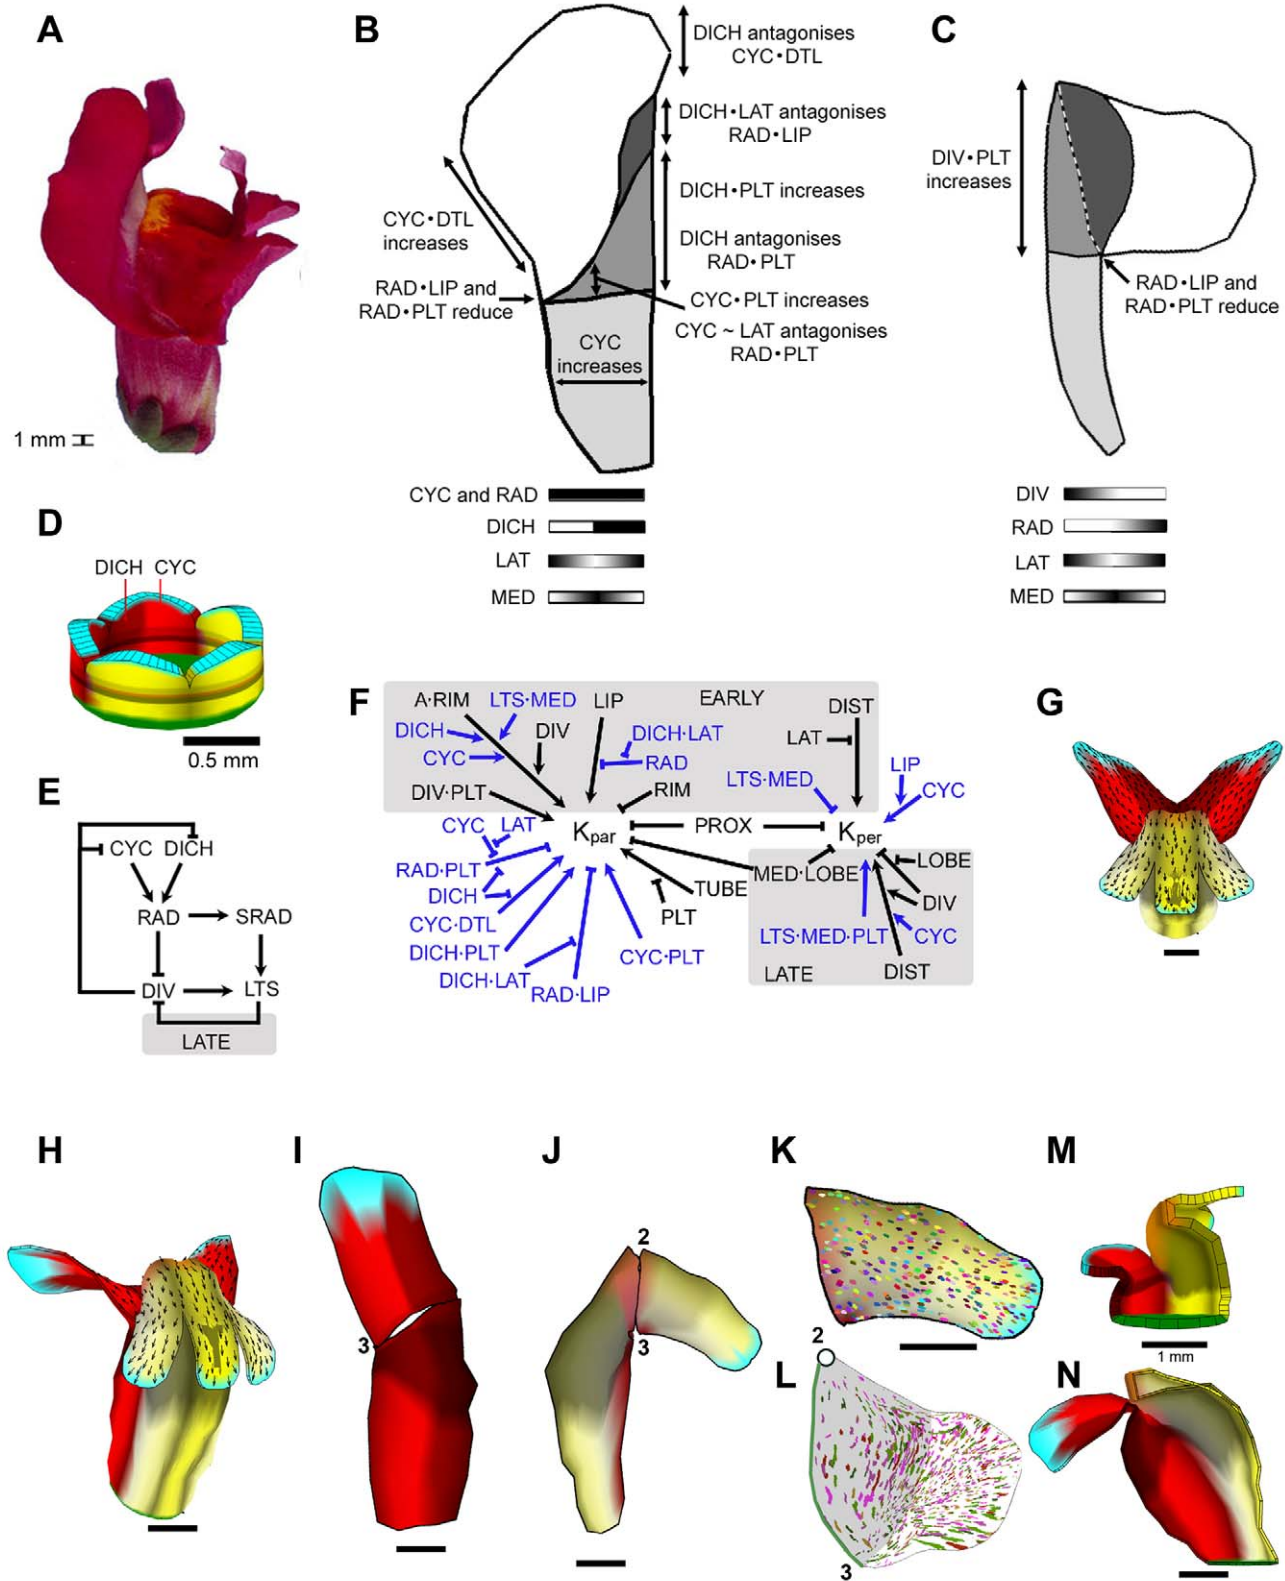 A
1 mm
B
DICH antagonises
CYC•DTL
DICH•LAT antagonises
RAD•LIP
DICH•PLT increases
DICH antagonises
RAD•PLT
CYC•PLT increases
CYC ~ LAT antagonises
RAD•PLT
CYC•DTL
increases
RAD•LIP and
RAD•PLT reduce
CYC
increases
CYC and RAD
DICH
LAT
MED
C
DIV•PLT
increases
RAD•LIP and
RAD•PLT reduce
DIV
RAD
LAT
MED
D
DICH CYC
0.5 mm
E
CYC DICH
RAD SRAD
DIV LTS
LATE
F
A·RIM LTS·MED LIP EARLY
DICH DIV
CYC
DICH·LAT
RAD
DIV·PLT RIM
DIST
LAT
LTS·MED
LIP
CYC
CYC LAT
Kpar PROX Kper
RAD·PLT
DICH
CYC·DTL
DICH·PLT
DICH·LAT
RAD·LIP
CYC·PLT
PLT
TUBE
MED·LOBE LOBE
DIV
LTS·MED·PLT CYC
LATE DIST
G
H
I
3
J
2
3
K
L
2
3
M
1 mm
N